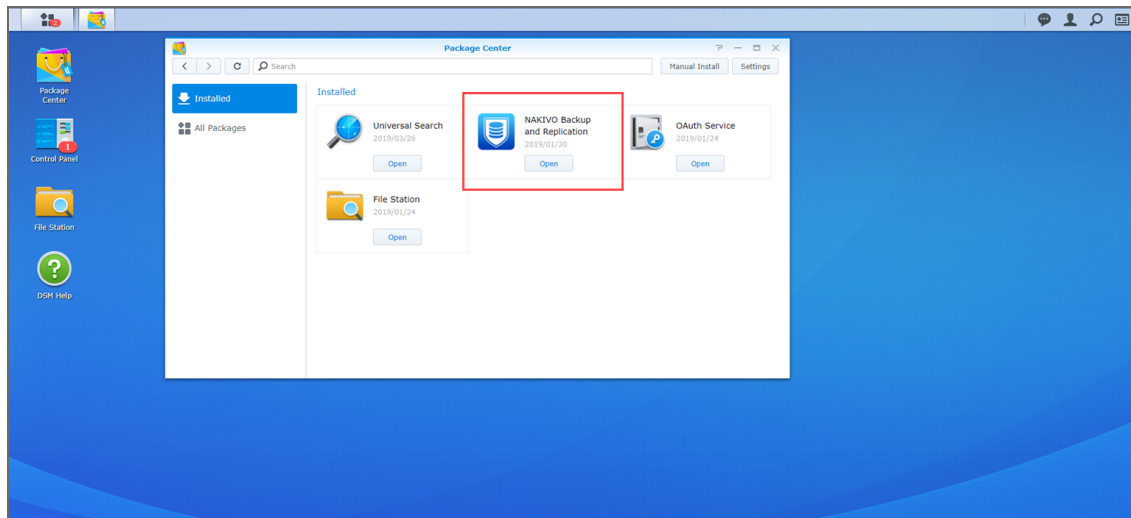 Package Center
Search
Manual Install
Settings
Package
Center
1
Control Panel
File Station
DSM Help
Installed
All Packages
Installed
Universal Search
2019/03/26
Open
NAKIVO Backup
and Replication
2019/01/30
Open
OAuth Service
2019/01/24
Open
File Station
2019/01/24
Open